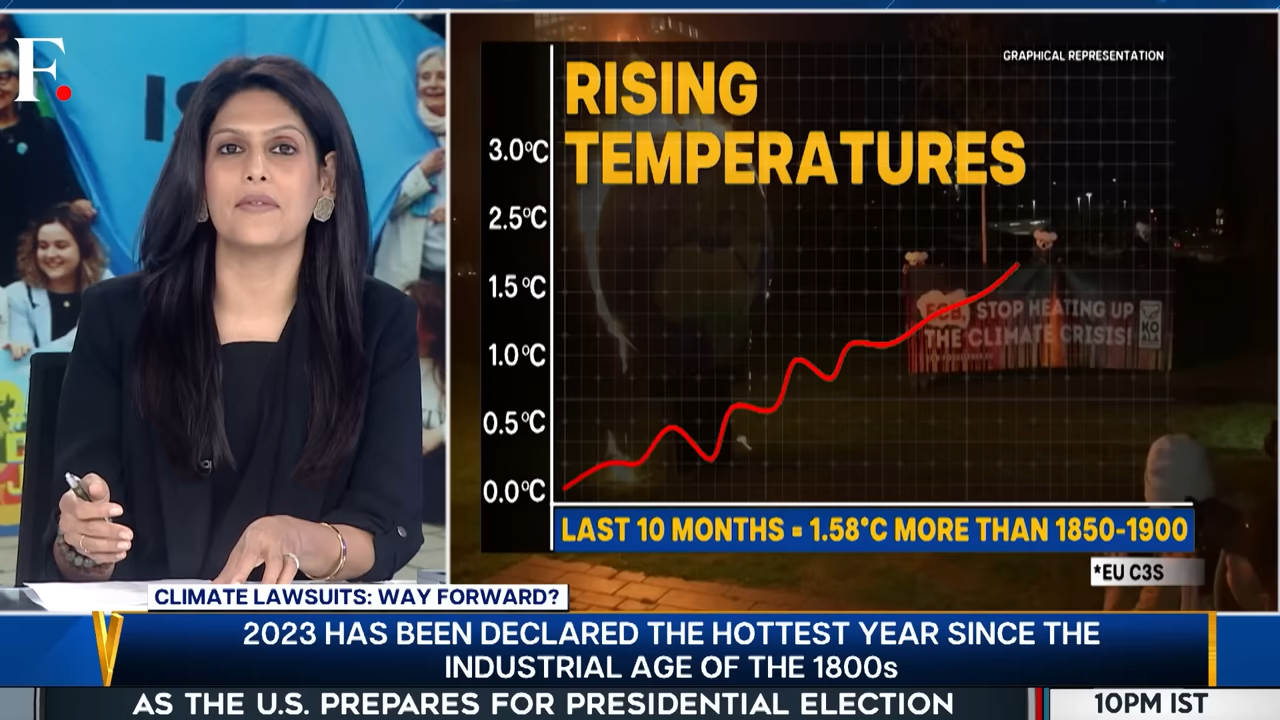 F.
IS
GRAPHICAL REPRESENTATION
RISING
TEMPERATURES
3.0°C
2.5°C
1.5°C
1.0°C
0.5°C
0.0°C
STOP HEATING UP
THE CLIMATE CRISIS!
KO
ALS
LAST 10 MONTHS = 1.58°C MORE THAN 1850-1900
*EU C3S
CLIMATE LAWSUITS: WAY FORWARD?
2023 HAS BEEN DECLARED THE HOTTEST YEAR SINCE THE
INDUSTRIAL AGE OF THE 1800s
AS THE U.S. PREPARES FOR PRESIDENTIAL ELECTION
10PM IST